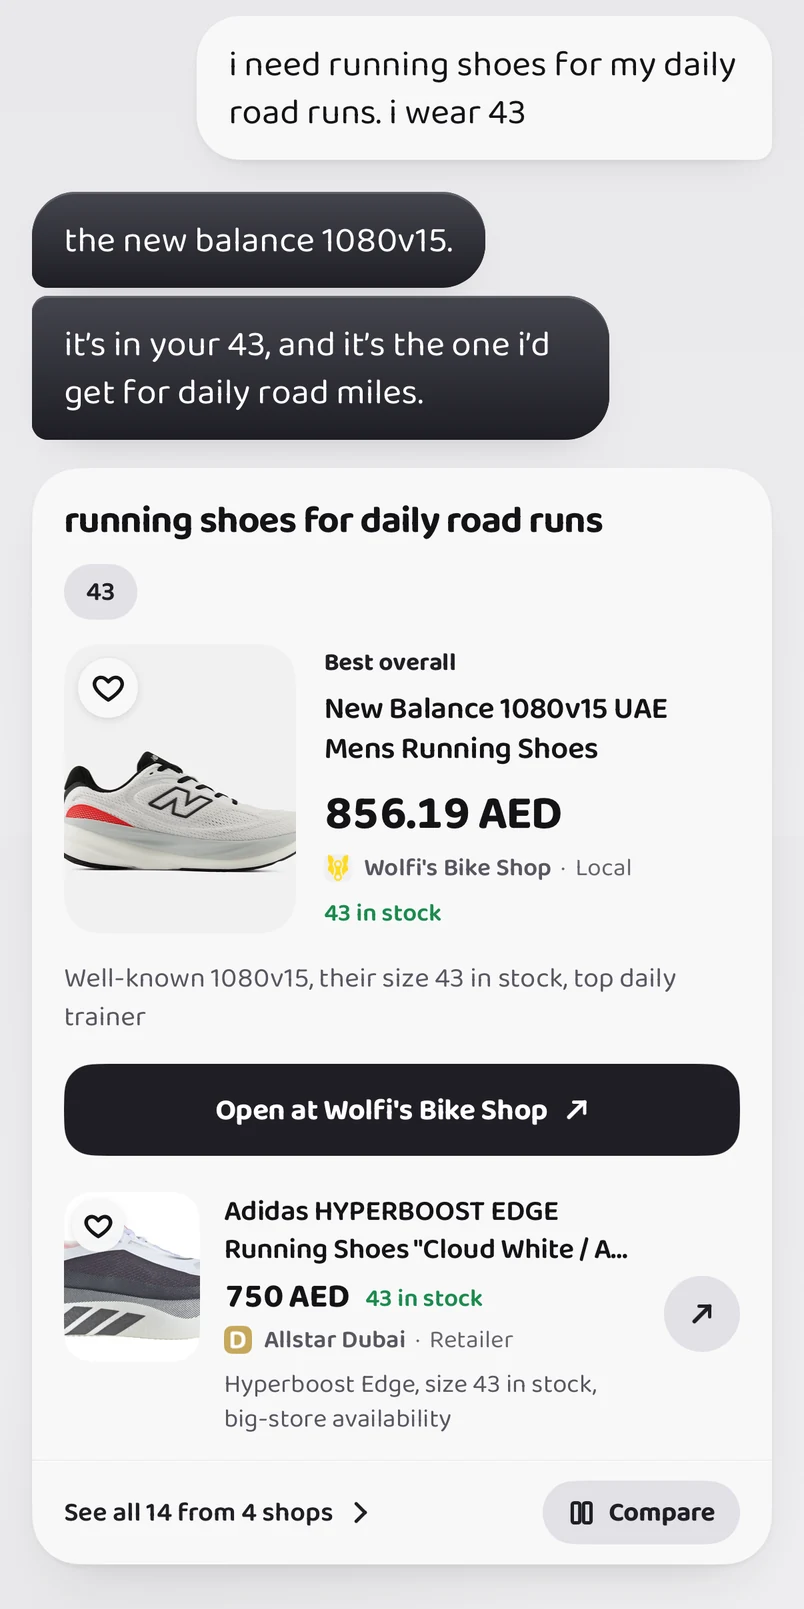 i need running shoes for my daily
road runs. i wear 43
the new balance 1080v15.
it's in your 43, and it's the one i'd
get for daily road miles.
running shoes for daily road runs
43
Best overall
New Balance 1080v15 UAE
Mens Running Shoes
856.19 AED
Wolfi's Bike Shop · Local
43 in stock
Well-known 1080v15, their size 43 in stock, top daily
trainer
Open at Wolfi's Bike Shop
Adidas HYPERBOOST EDGE
Running Shoes "Cloud White / A...
750 AED 43 in stock
D Allstar Dubai · Retailer
Hyperboost Edge, size 43 in stock,
big-store availability
See all 14 from 4 shops
Compare